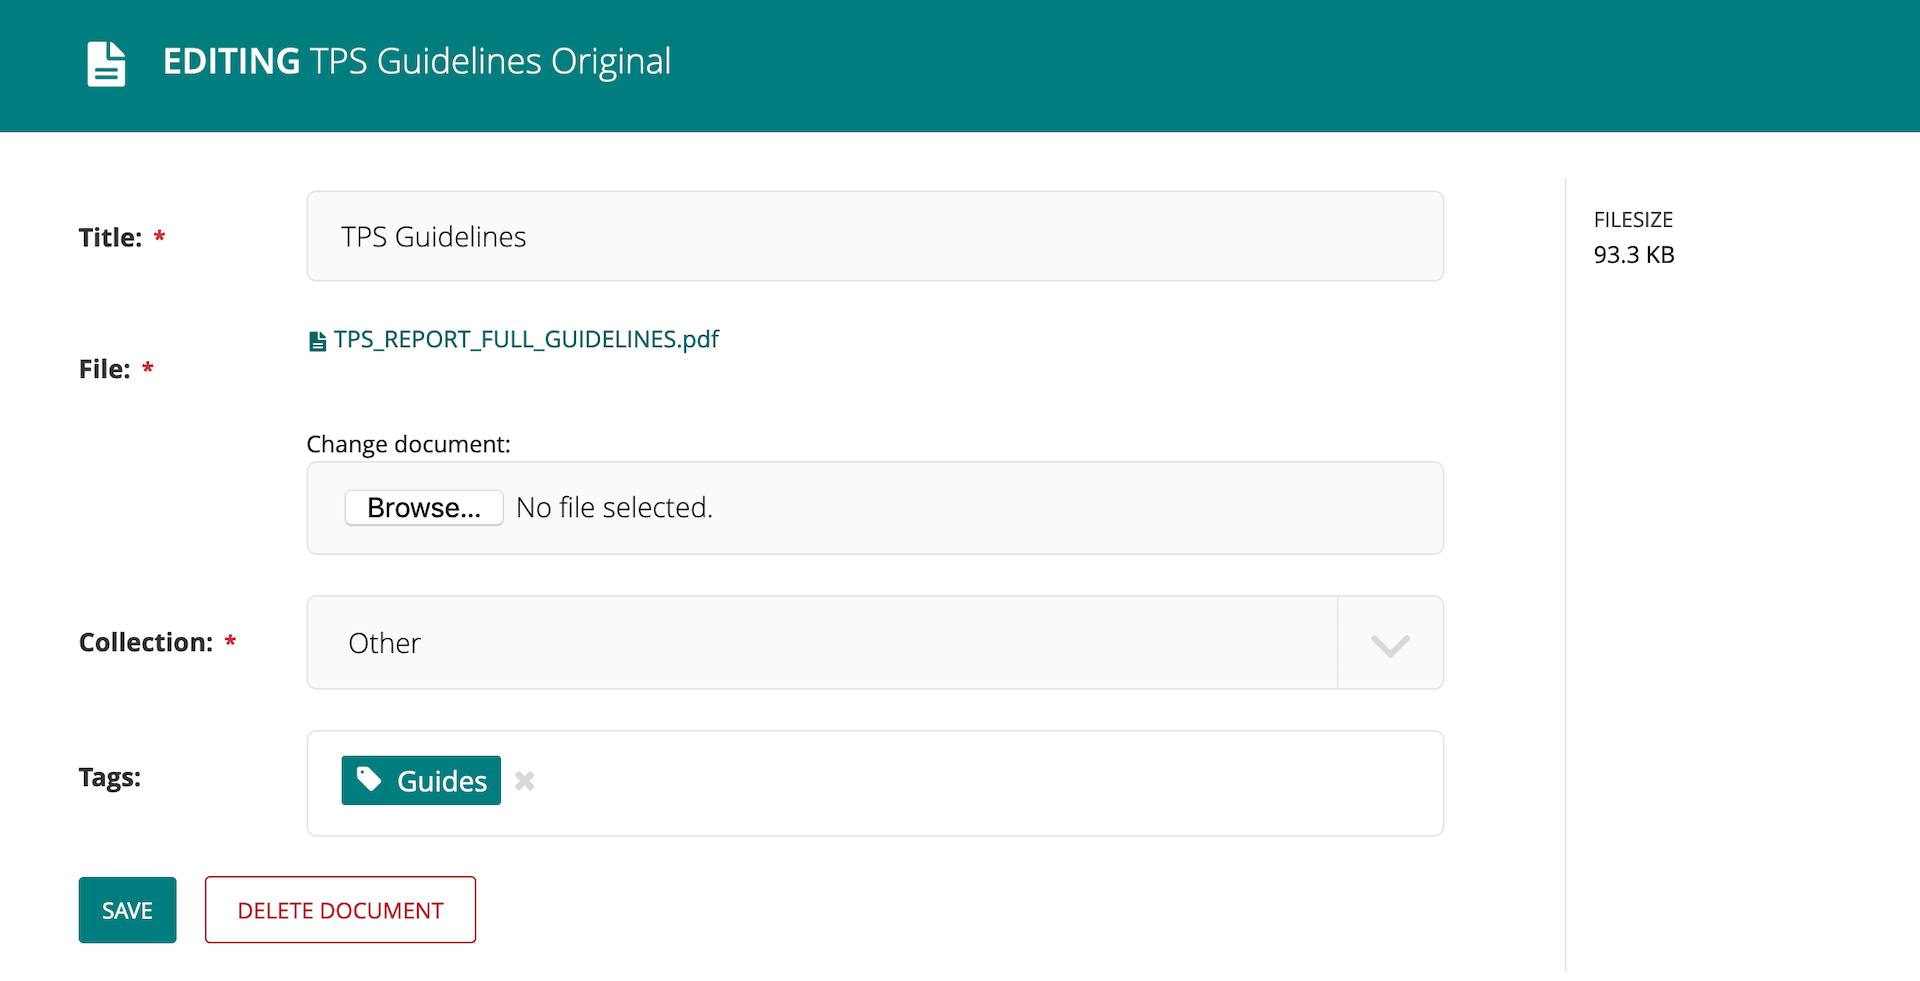 EDITING TPS Guidelines Original
Title: *
TPS Guidelines
FILESIZE
93.3 KB
File: *
TPS_REPORT_FULL_GUIDELINES.pdf
Change document:
Browse... No file selected.
Collection: *
Other
Tags:
Guides
SAVE
DELETE DOCUMENT